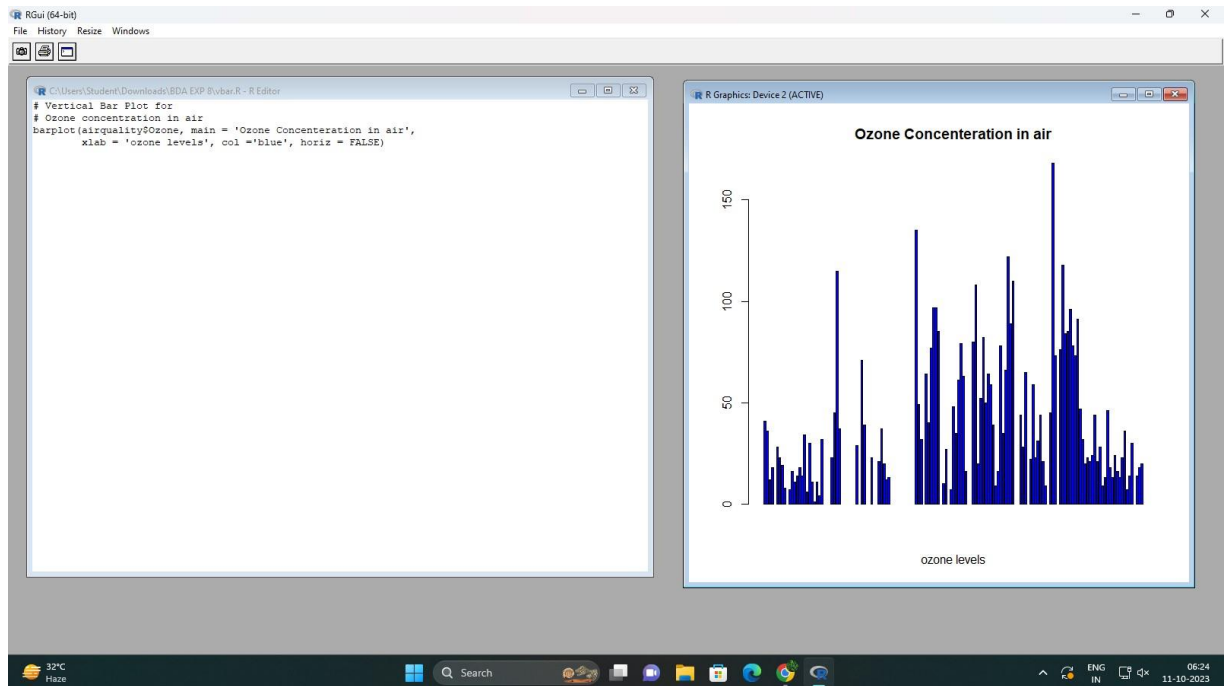 RGui (64-bit)
File History Resize Windows
C:\Users\Student\Downloads\BDA EXP 8\vbar.R - R Editor
# Vertical Bar Plot for
# Ozone concentration in air
barplot(airquality$Ozone, main = 'Ozone Concenteration in air',
xlab = 'ozone levels', col ='blue', horiz = FALSE)
R Graphics: Device 2 (ACTIVE)
Ozone Concenteration in air
150
100
50
0
ozone levels
32°C
Haze
Search
ENG
IN
06:24
11-10-2023